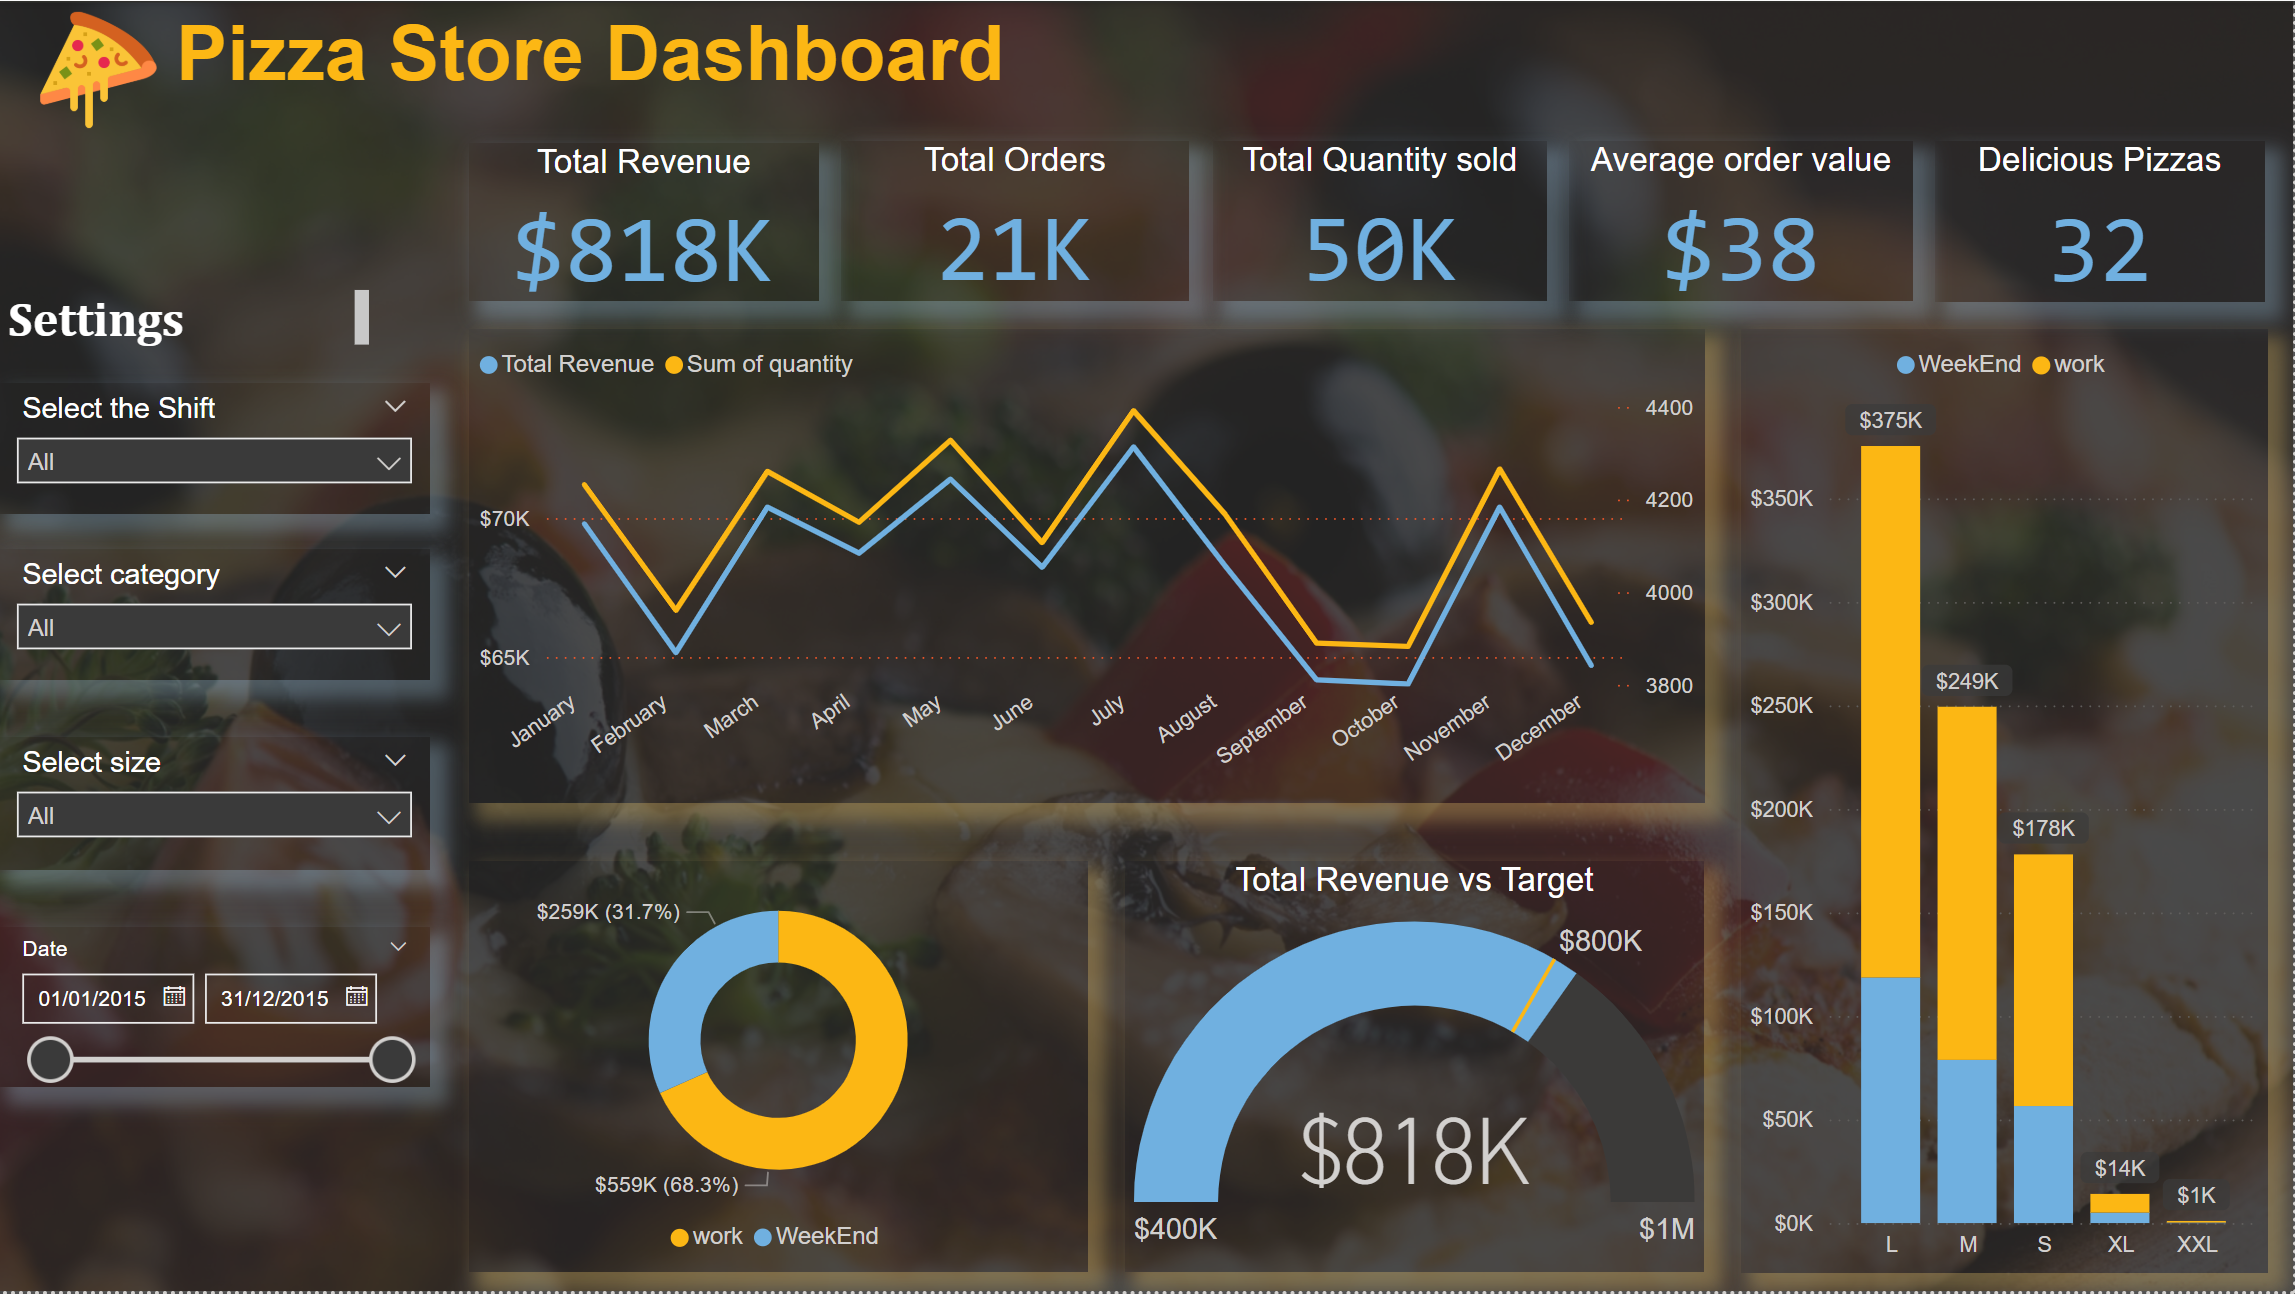 Pizza Store Dashboard
Total Revenue
$818K
Total Orders
21K
Total Quantity sold
50K
Average order value
$38
Delicious Pizzas
32
Settings
Select the Shift
All
Select category
All
Select size
All
Date
01/01/2015
31/12/2015
Total Revenue Sum of quantity
$70K
$65K
4400
4200
4000
3800
January
February
March
April
May
June
July
August
September
October
November
December
$259K (31.7%)
$559K (68.3%)
work WeekEnd
Total Revenue vs Target
$800K
$818K
$400K
$1M
WeekEnd work
$375K
$249K
$178K
$14K
$1K
$350K
$300K
$250K
$200K
$150K
$100K
$50K
$0K
L
M
S
XL
XXL